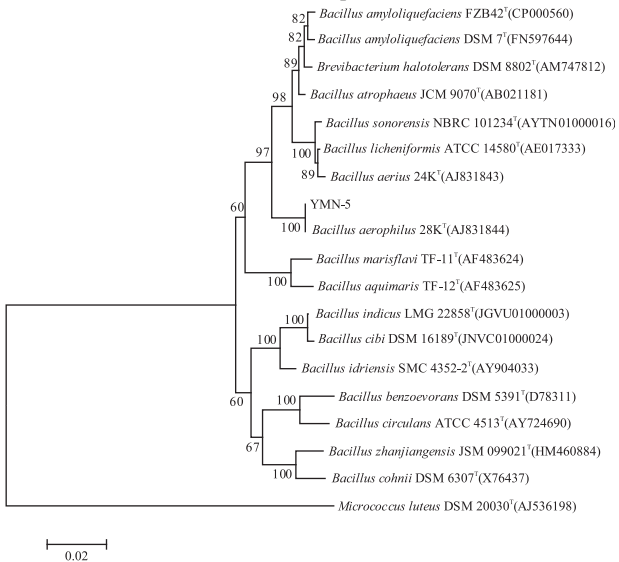 82 Bacillus amyloliquefaciens FZB42ᵀ(CP000560)
82 Bacillus amyloliquefaciens DSM 7ᵀ(FN597644)
89 Brevibacterium halotolerans DSM 8802ᵀ(AM747812)
98 Bacillus atrophaeus JCM 9070ᵀ(AB021181)
Bacillus sonorensis NBRC 101234ᵀ(AYTN01000016)
100 Bacillus licheniformis ATCC 14580ᵀ(AE017333)
97
89 Bacillus aerius 24Kᵀ(AJ831843)
60 YMN-5
100 Bacillus aerophilus 28Kᵀ(AJ831844)
Bacillus marisflavi TF-11ᵀ(AF483624)
100 Bacillus aquimaris TF-12ᵀ(AF483625)
Bacillus indicus LMG 22858ᵀ(JGVU01000003)
100
100 Bacillus cibi DSM 16189ᵀ(JNVC01000024)
Bacillus idriensis SMC 4352-2ᵀ(AY904033)
60 100 Bacillus benzoevorans DSM 5391ᵀ(D78311)
Bacillus circulans ATCC 4513ᵀ(AY724690)
67 Bacillus zhanjiangensis JSM 099021ᵀ(HM460884)
100 Bacillus cohnii DSM 6307ᵀ(X76437)
Micrococcus luteus DSM 20030ᵀ(AJ536198)
0.02